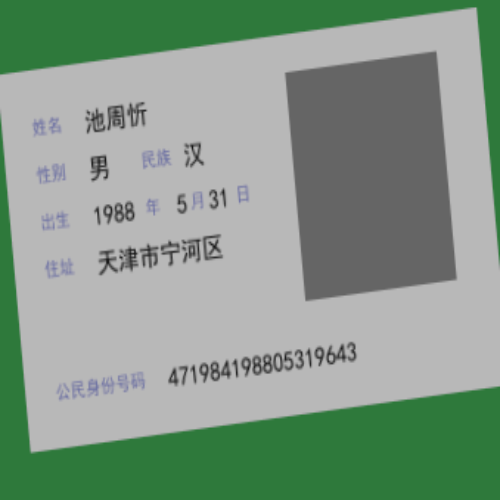 姓名 池周忻
性别 男 民族 汉
出生 1988 年 5 月 31 日
住址 天津市宁河区
公民身份号码 471984198805319643